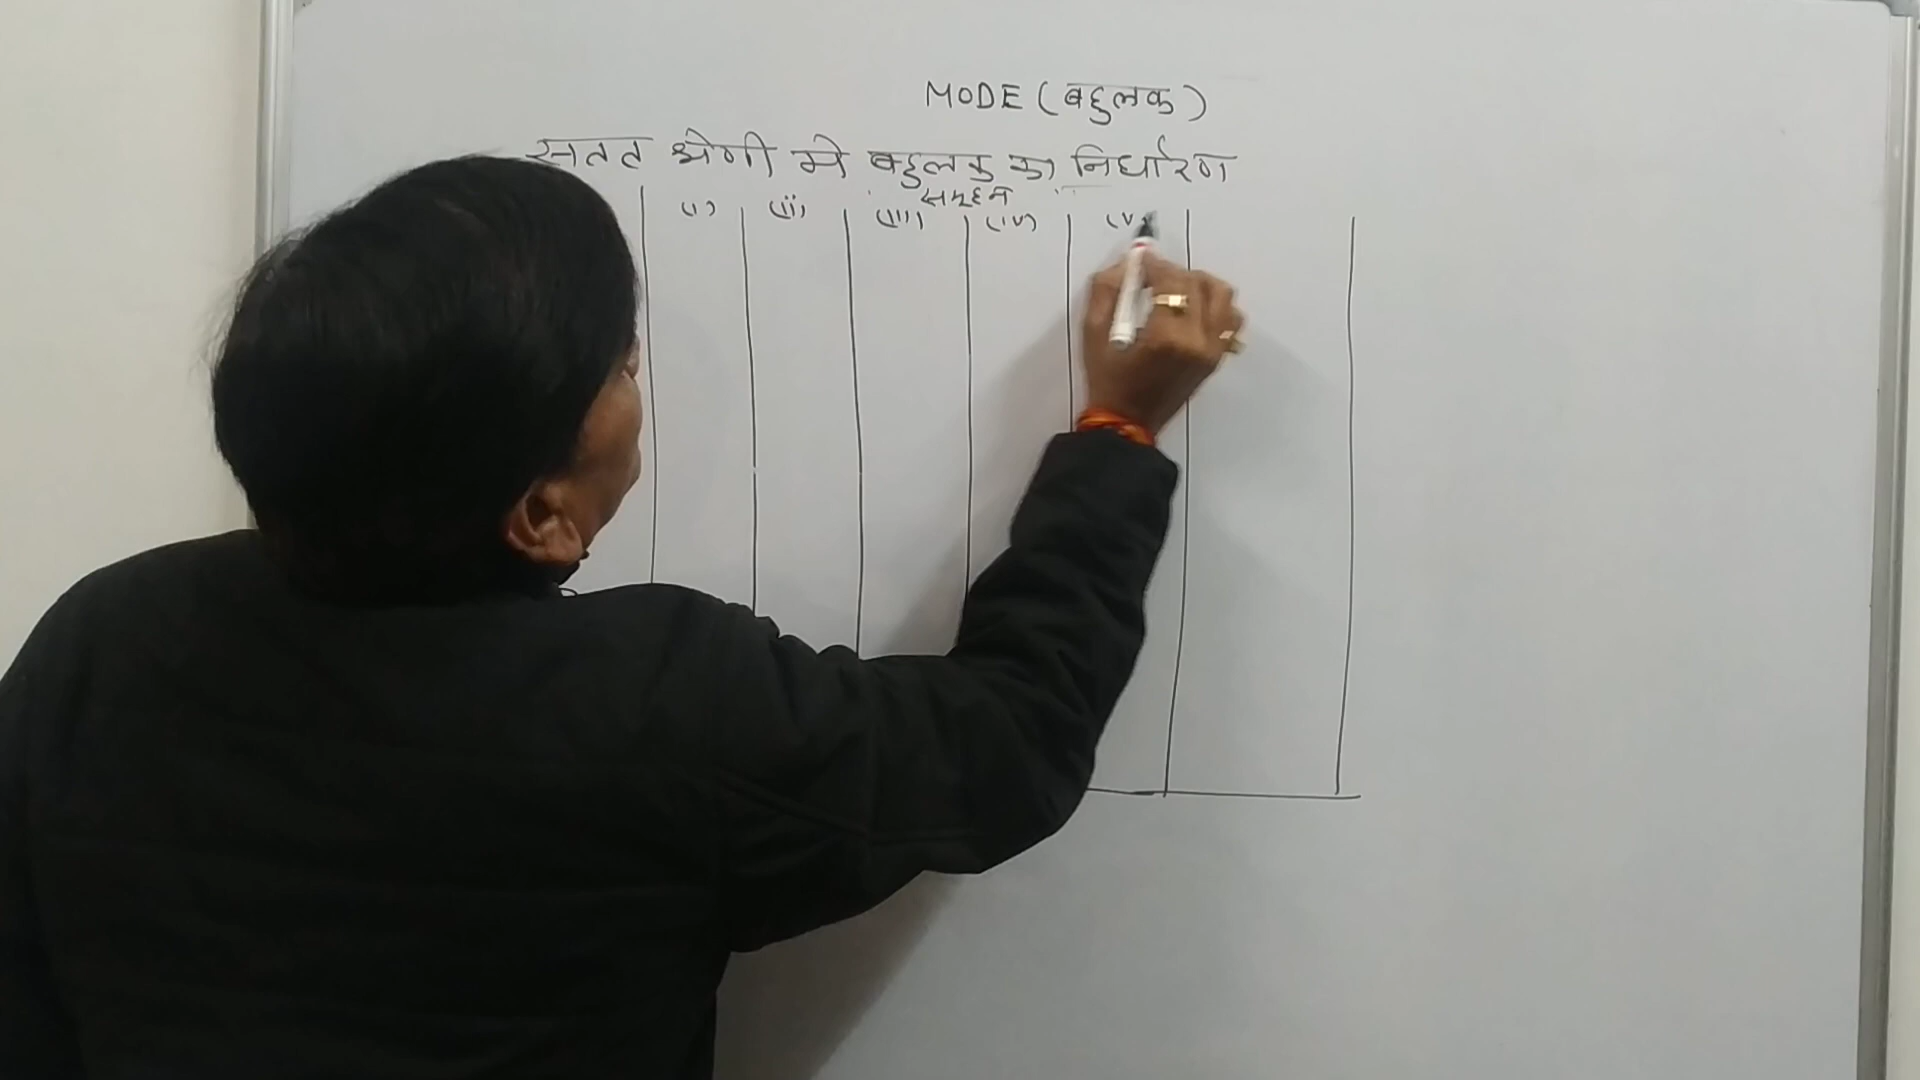 MODE (बहुलक)
सतत श्रेणी मे बहुलक का निर्धारण
समूहन
(i) (ii) (iii) (iv) (v